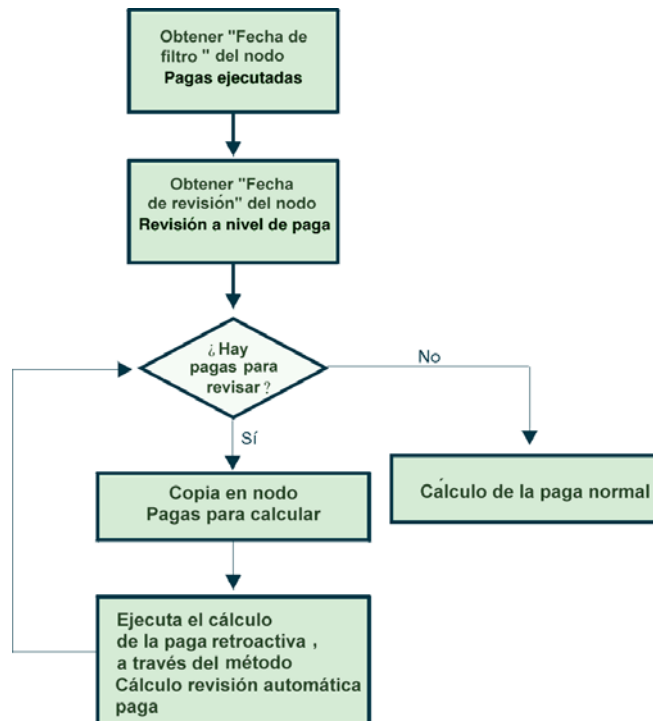 Obtener "Fecha de
filtro " del nodo
Pagas ejecutadas
Obtener "Fecha
de revisión" del nodo
Revisión a nivel de paga
¿Hay
pagas para
revisar?
No
Sí
Copia en nodo
Pagas para calcular
Cálculo de la paga normal
Ejecuta el cálculo
de la paga retroactiva ,
a través del método
Cálculo revisión automática
paga